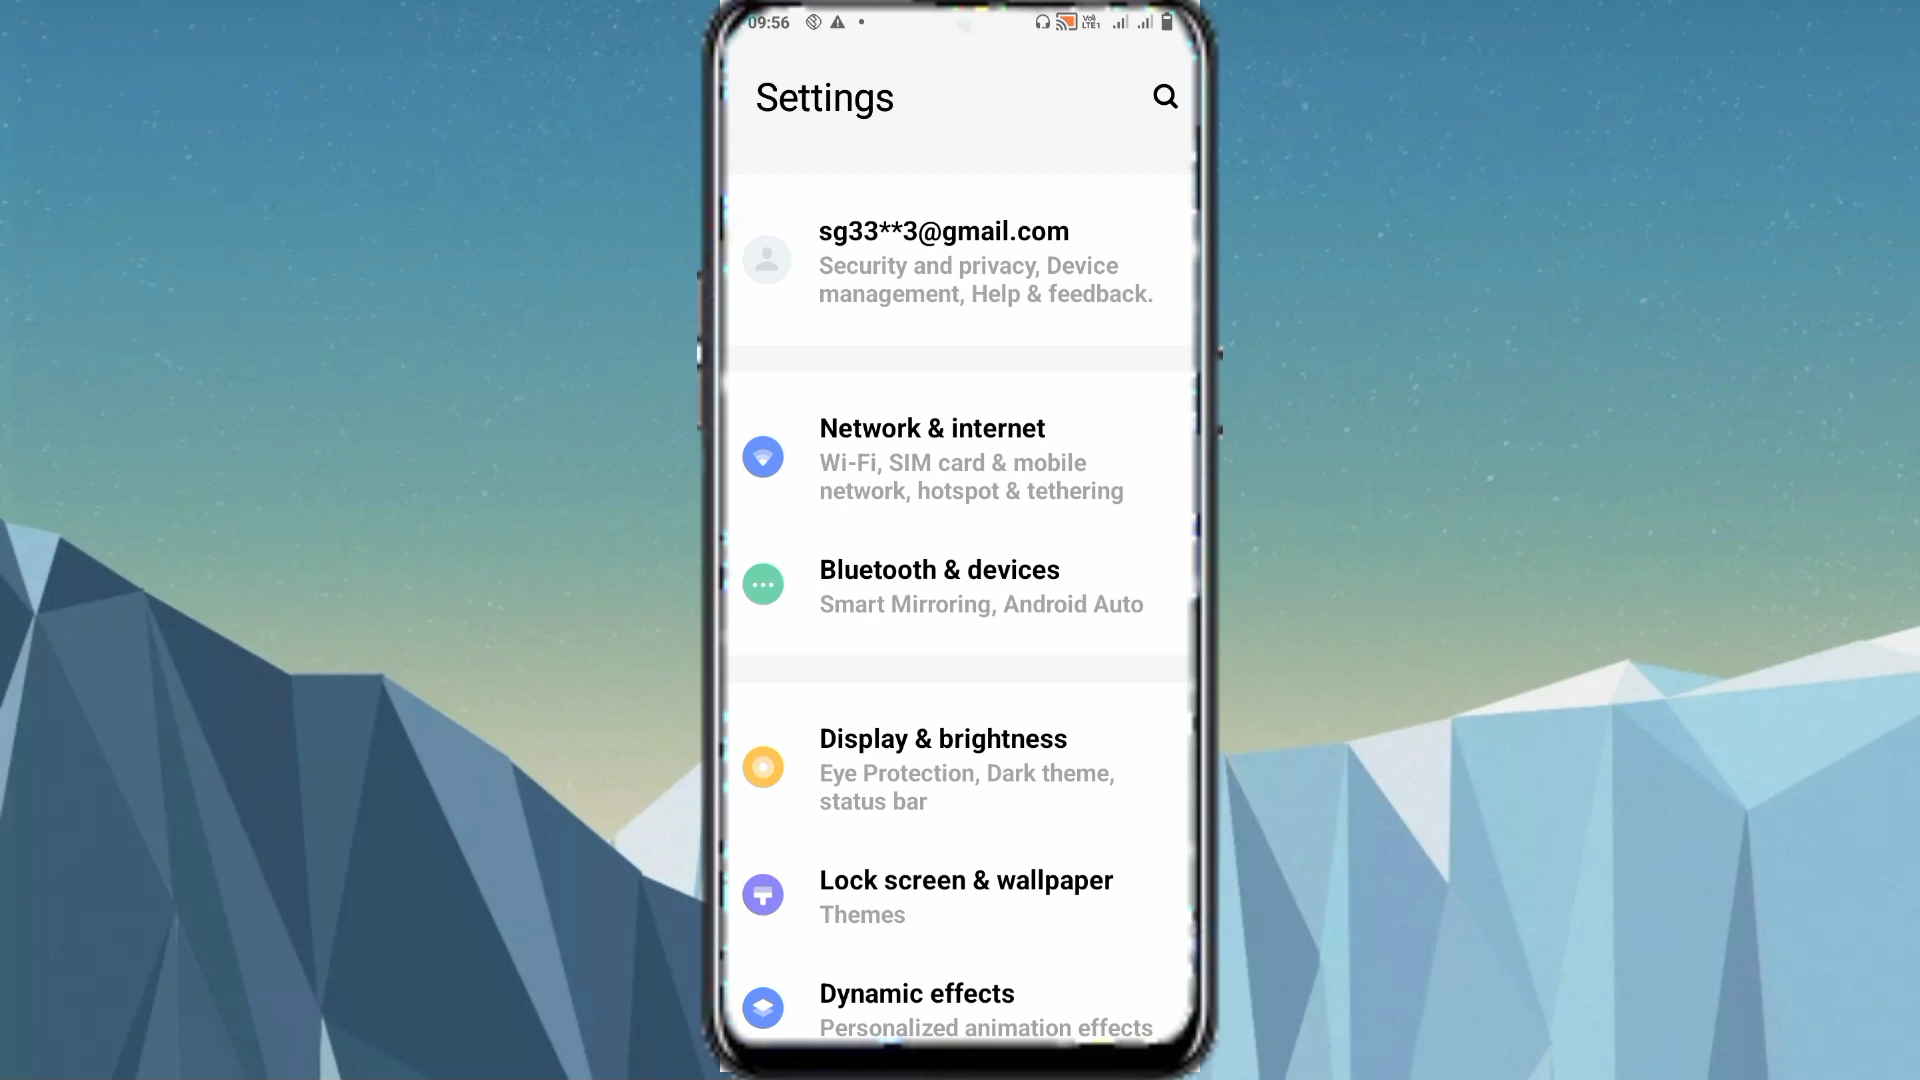 09:56 Vo) LTE1
Settings
sg33**3@gmail.com
Security and privacy, Device
management, Help & feedback.
Network & internet
Wi-Fi, SIM card & mobile
network, hotspot & tethering
Bluetooth & devices
Smart Mirroring, Android Auto
Display & brightness
Eye Protection, Dark theme,
status bar
Lock screen & wallpaper
Themes
Dynamic effects
Personalized animation effects